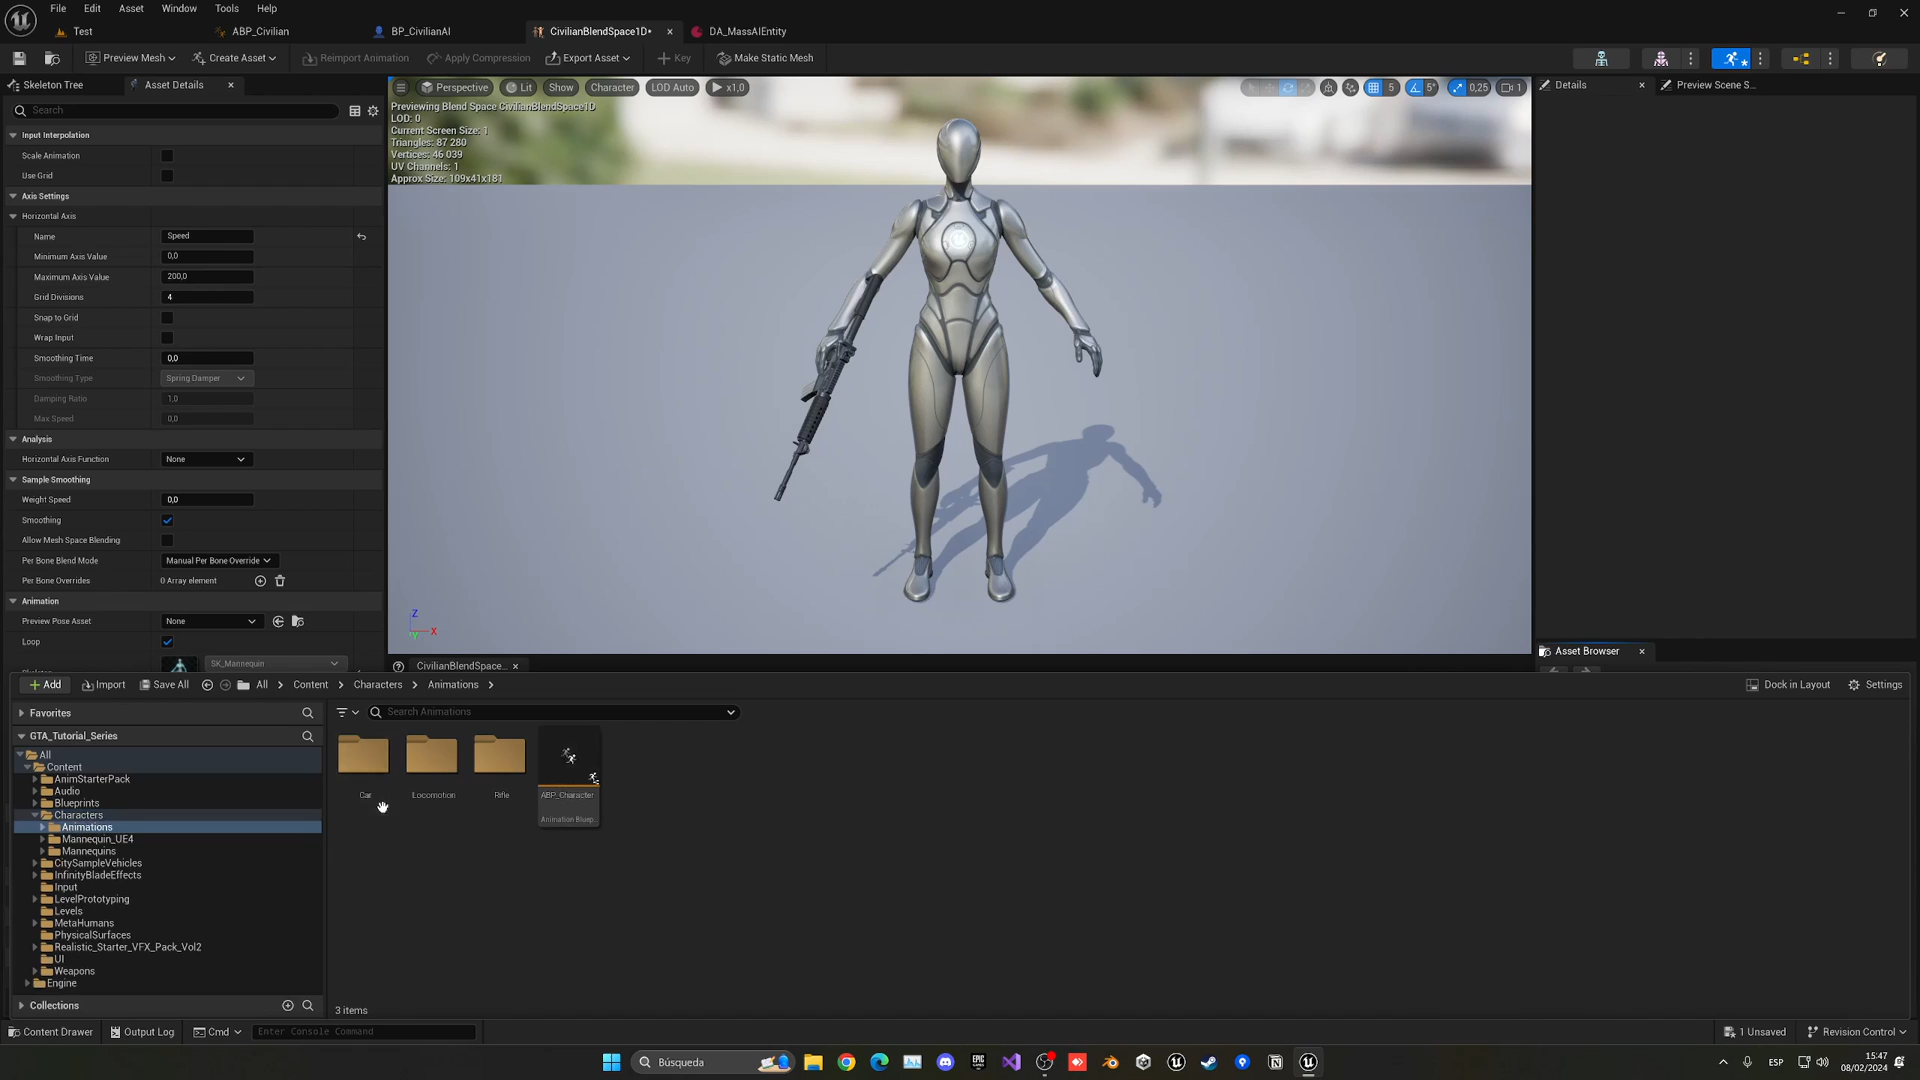 File Edit Asset Window Tools Help
Test ABP_Civilian BP_CivilianAI CivilianBlendSpace1D* DA_MassAIEntity
Preview Mesh Create Asset Reimport Animation Apply Compression Export Asset Key Make Static Mesh
Skeleton Tree Asset Details
Search
Input Interpolation
Scale Animation
Use Grid
Axis Settings
Horizontal Axis
Name Speed
Minimum Axis Value 0,0
Maximum Axis Value 200,0
Grid Divisions 4
Snap to Grid
Wrap Input
Smoothing Time 0,0
Smoothing Type Spring Damper
Damping Ratio 1,0
Max Speed 0,0
Analysis
Horizontal Axis Function None
Sample Smoothing
Weight Speed 0,0
Smoothing
Allow Mesh Space Blending
Per Bone Blend Mode Manual Per Bone Override
Per Bone Overrides 0 Array element
Animation
Preview Pose Asset None
Loop
SK_Mannequin
Perspective Lit Show Character LOD Auto x1,0
5 5° 0,25 1
Previewing Blend Space CivilianBlendSpace1D
LOD: 0
Current Screen Size: 1
Triangles: 87 280
Vertices: 46 039
UV Channels: 1
Approx Size: 109x41x181
Z
X
Y
CivilianBlendSpace...
Details Preview Scene S...
Asset Browser
Add Import Save All All Content Characters Animations Dock in Layout Settings
Favorites
GTA_Tutorial_Series
All
Content
AnimStarterPack
Audio
Blueprints
Characters
Animations
Mannequin_UE4
Mannequins
CitySampleVehicles
InfinityBladeEffects
Input
LevelPrototyping
Levels
MetaHumans
PhysicalSurfaces
Realistic_Starter_VFX_Pack_Vol2
UI
Weapons
Engine
Collections
Search Animations
Car Locomotion Rifle ABP_Character
Animation Bluep...
3 items
Content Drawer Output Log Cmd Enter Console Command 1 Unsaved Revision Control
Búsqueda
EPIC GAMES
ESP
15:47
08/02/2024